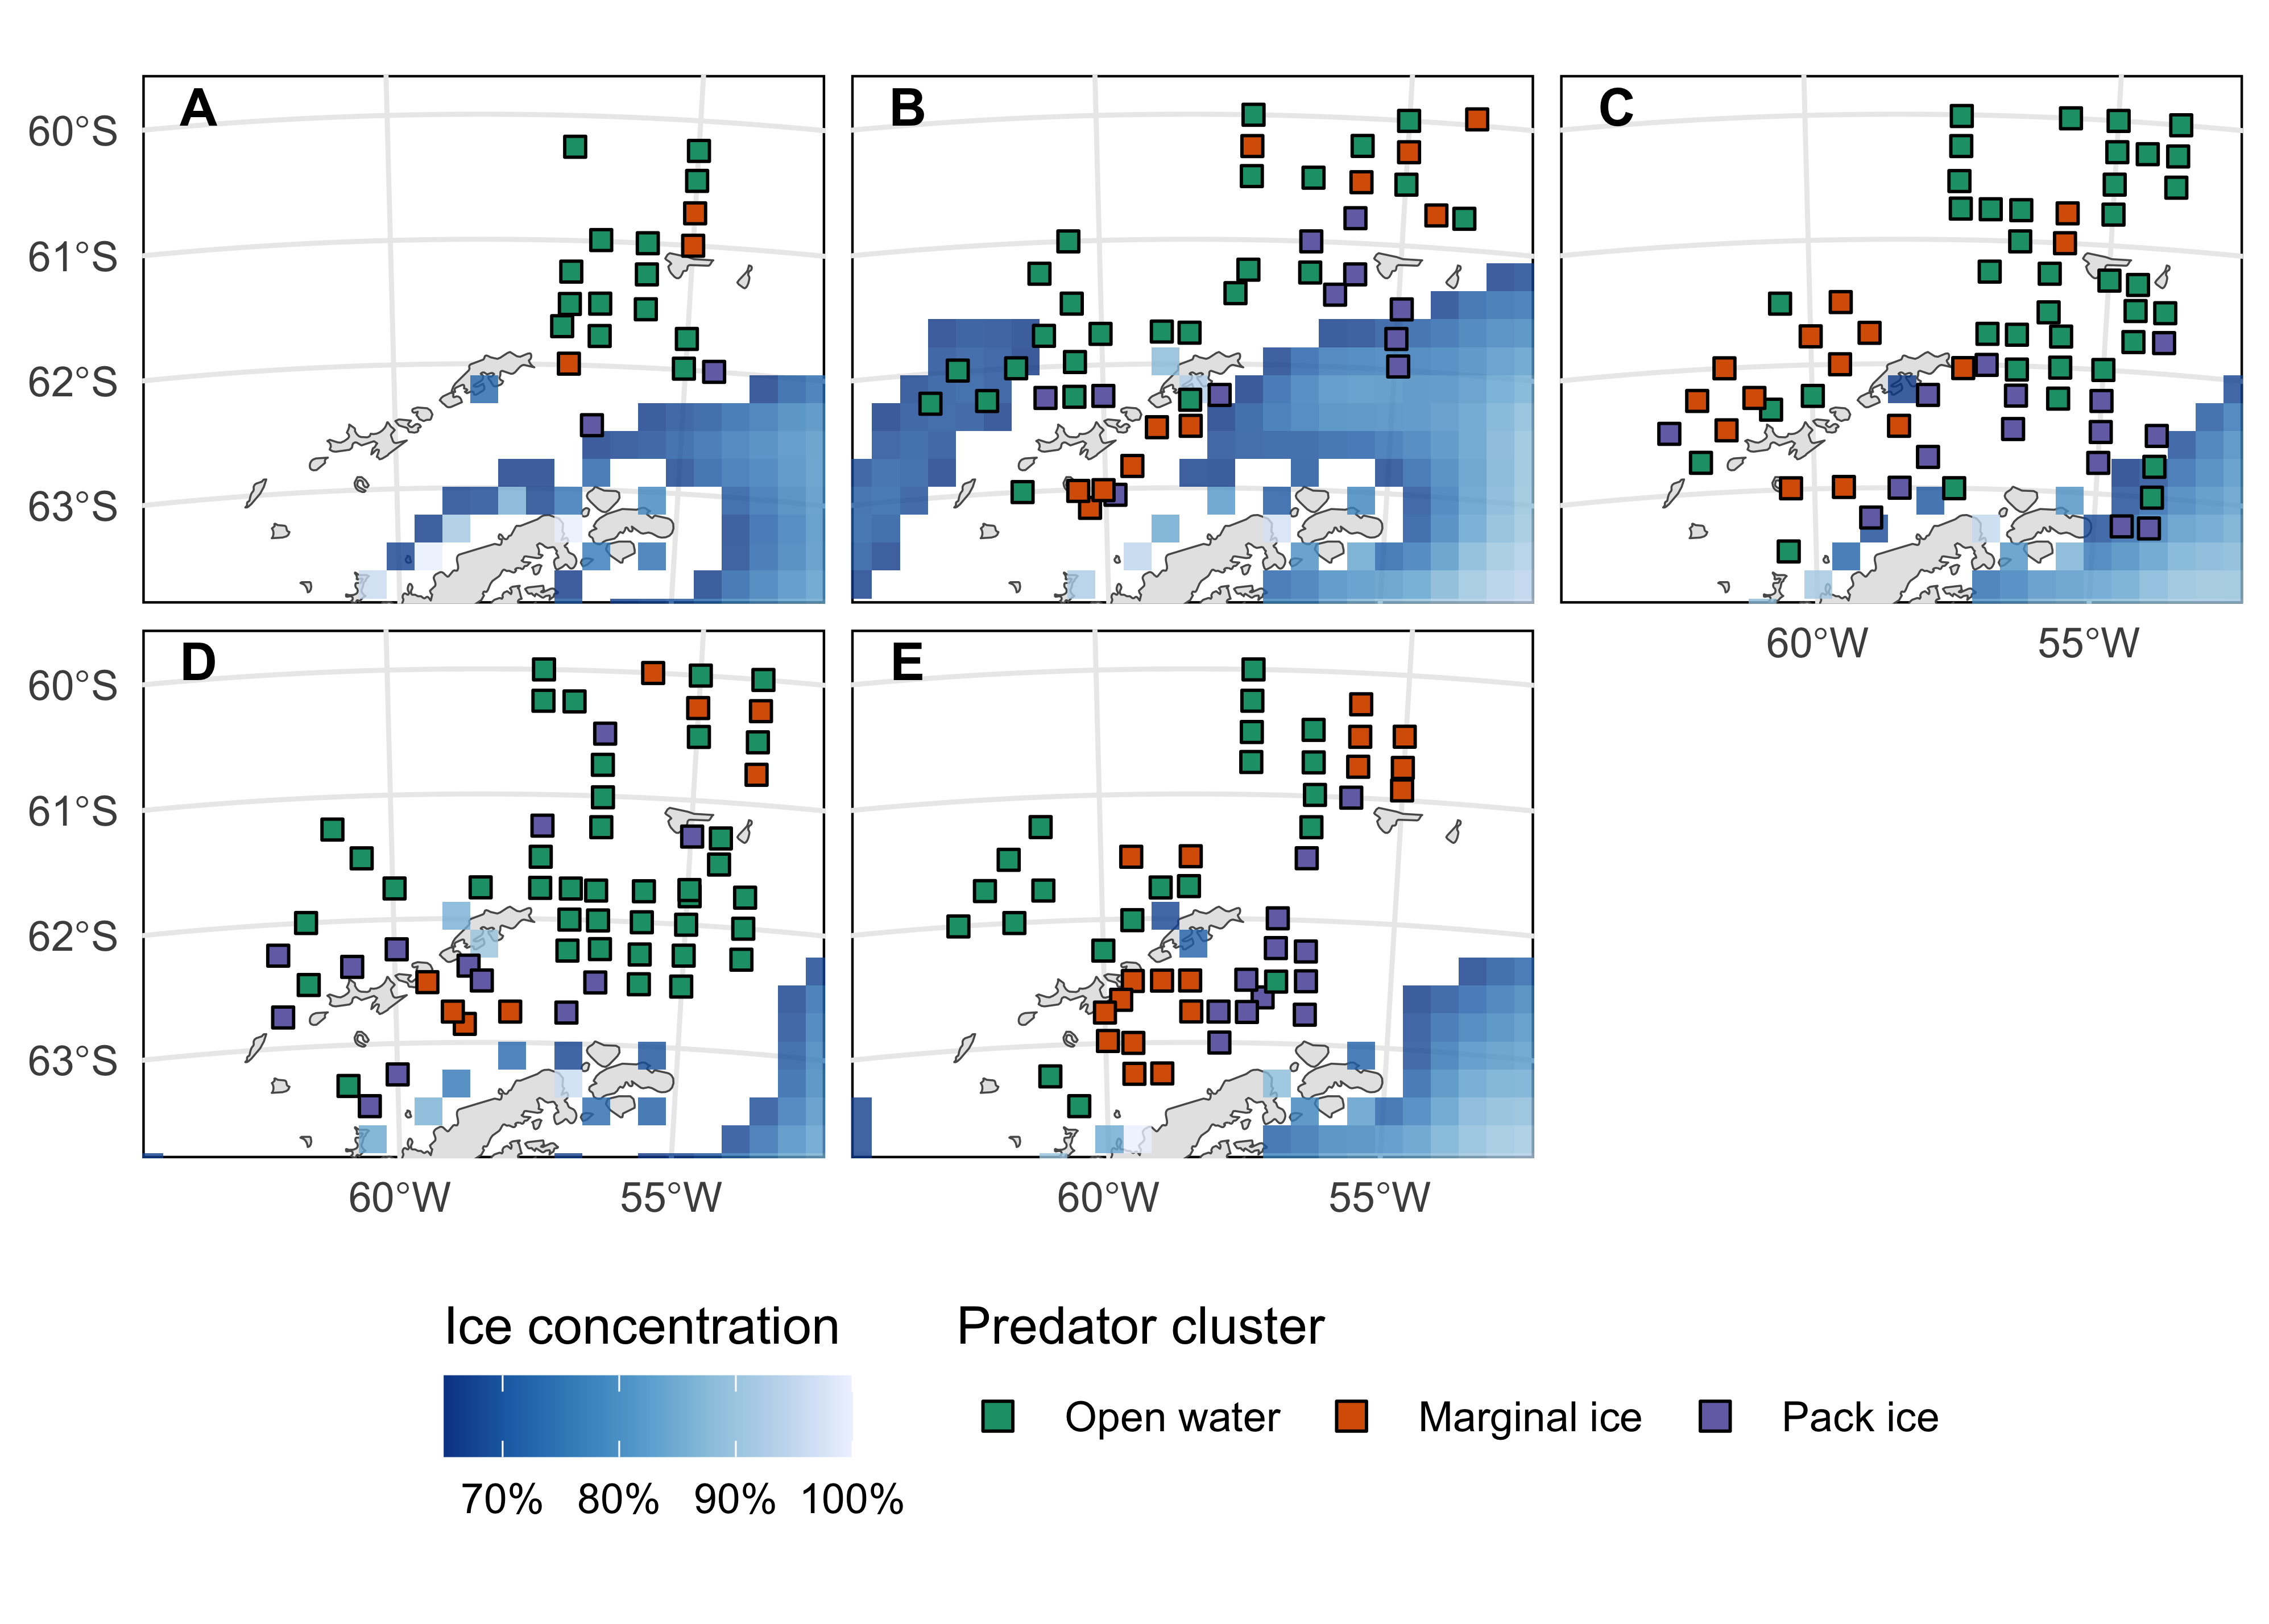 A
B
C
60°S
61°S
62°S
63°S
60°W
55°W
D
E
60°S
61°S
62°S
63°S
60°W
55°W
60°W
55°W
Ice concentration
Predator cluster
Open water
Marginal ice
Pack ice
70%
80%
90%
100%